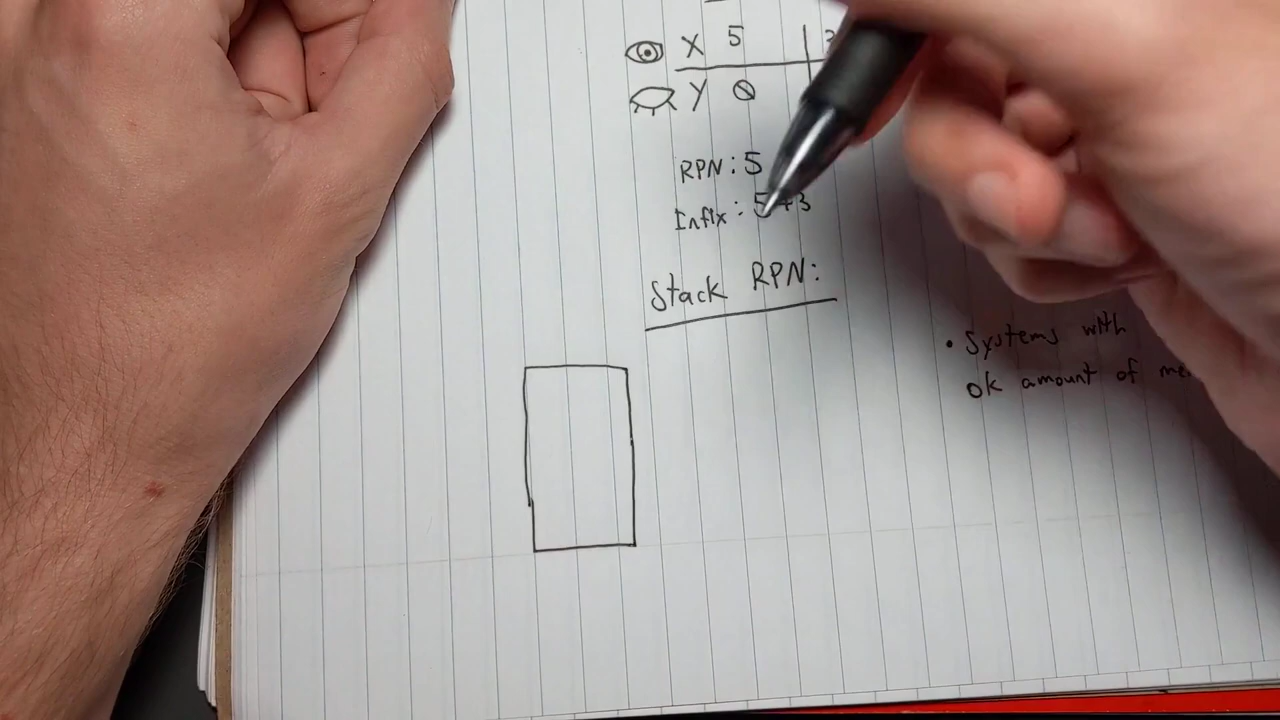 X 5
Y 0
RPN: 5
Infix: 5+3
Stack RPN:
• Systems with
ok amount of